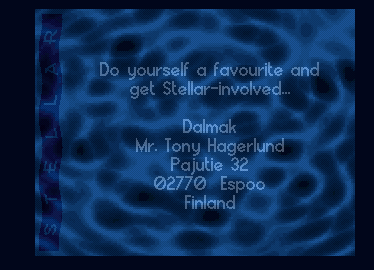 STELLAR
Do yourself a favourite and
get Stellar-involved...
Dalmak
Mr. Tony Hagerlund
Pajutie 32
02770 Espoo
Finland